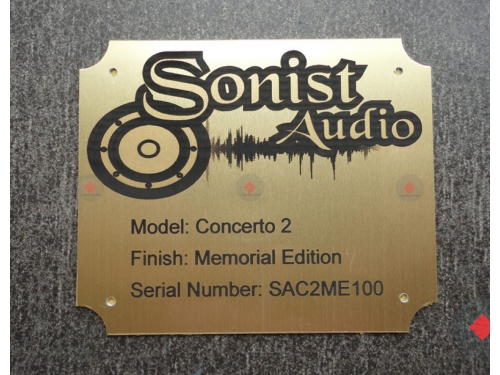 Sonist
Audio
Model: Concerto 2
Finish: Memorial Edition
Serial Number: SAC2ME100